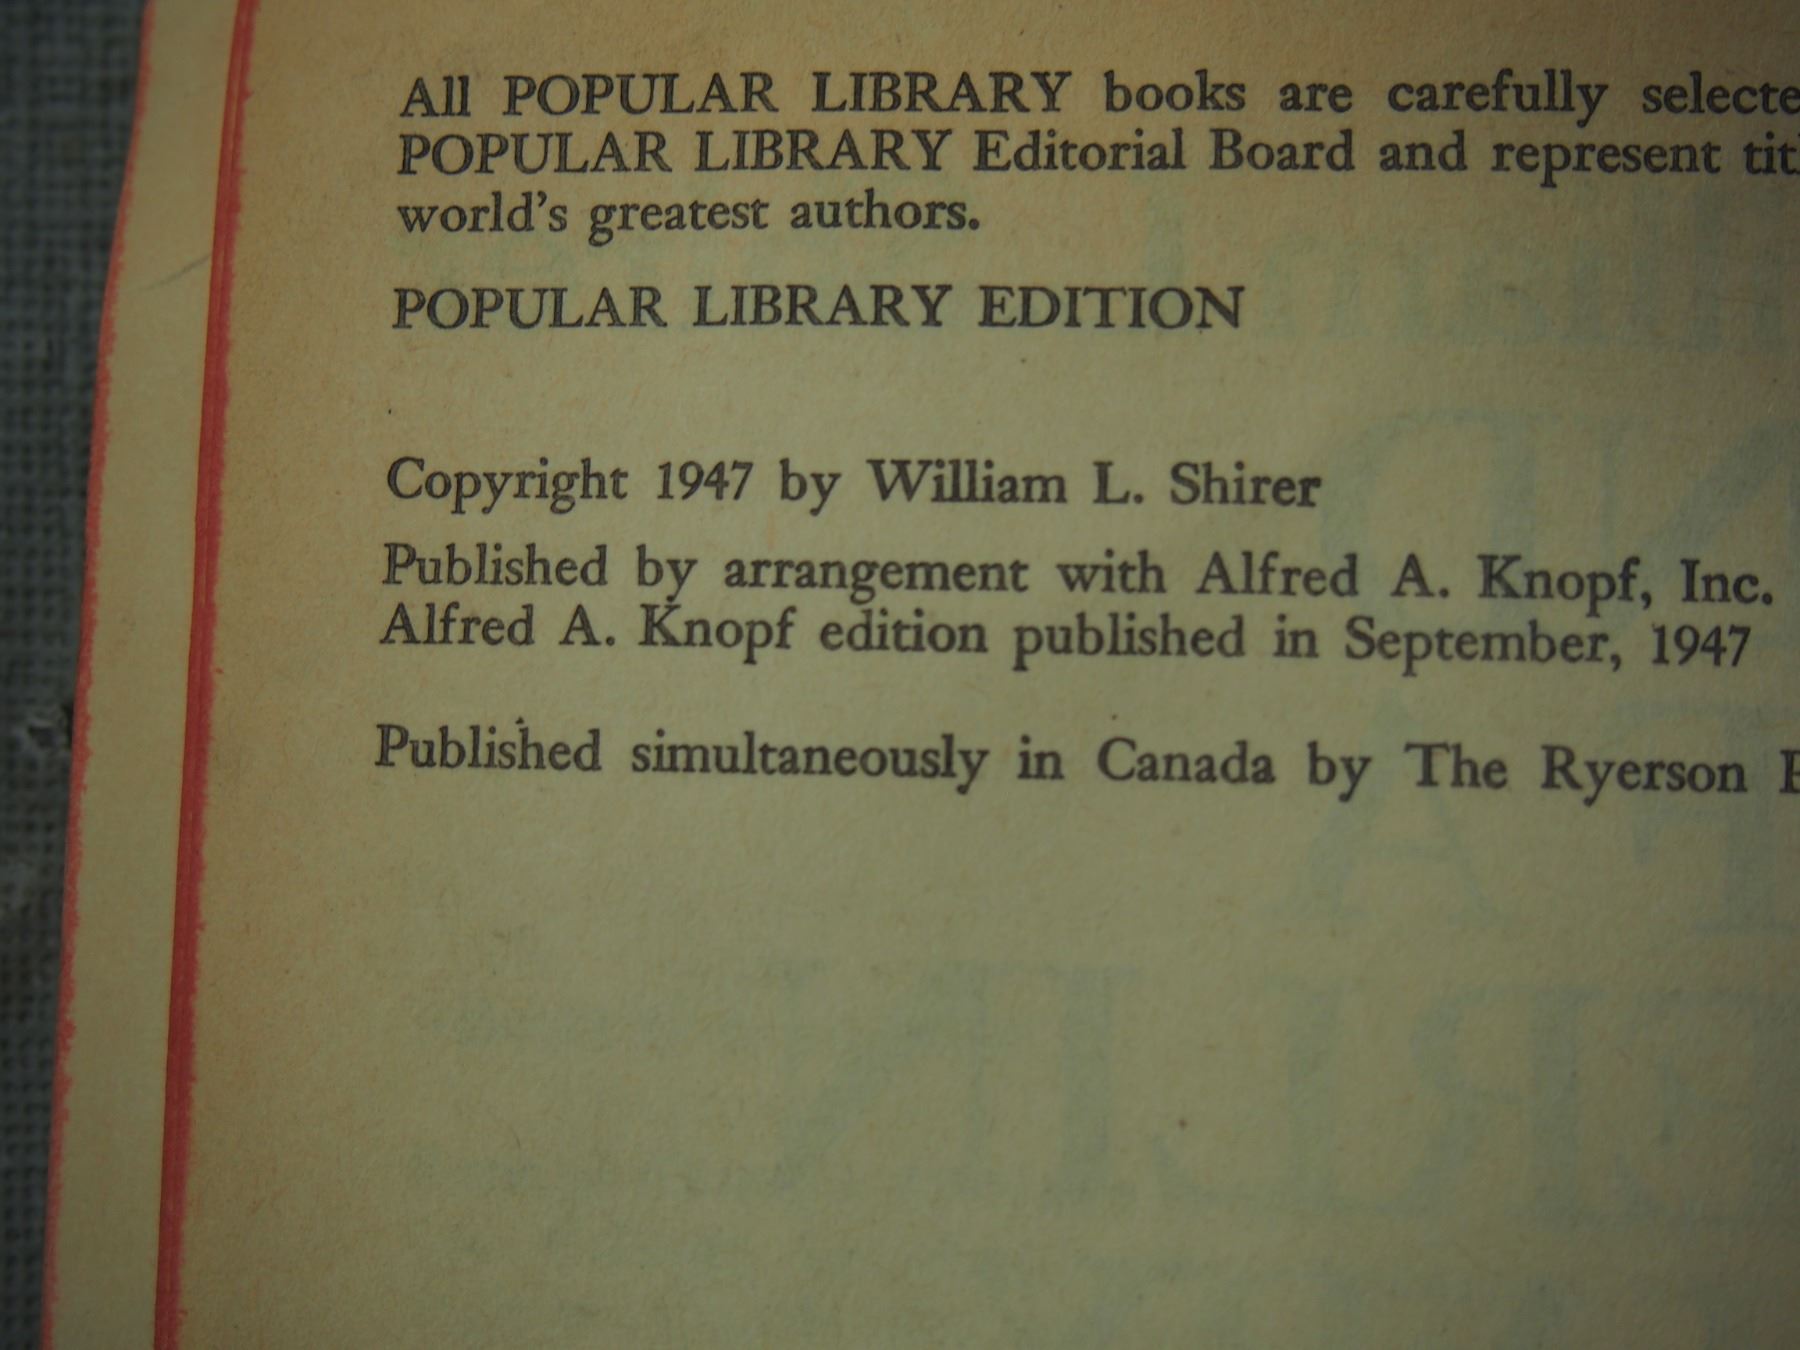 All POPULAR LIBRARY books are carefully selecte
POPULAR LIBRARY Editorial Board and represent tit
world's greatest authors.
POPULAR LIBRARY EDITION
Copyright 1947 by William L. Shirer
Published by arrangement with Alfred A. Knopf, Inc.
Alfred A. Knopf edition published in September, 1947
Published simultaneously in Canada by The Ryerson